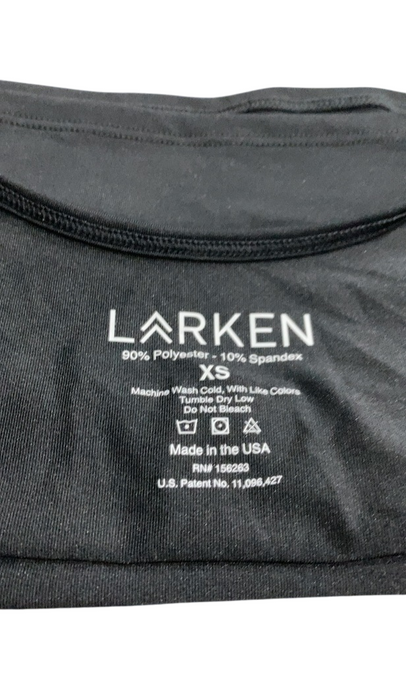 LARKEN
90% Polyester - 10% Spandex
XS
Machine Wash Cold, With Like Colors
Tumble Dry Low
Do Not Bleach
Made in the USA
RN# 156263
U.S. Patent No. 11,096,427